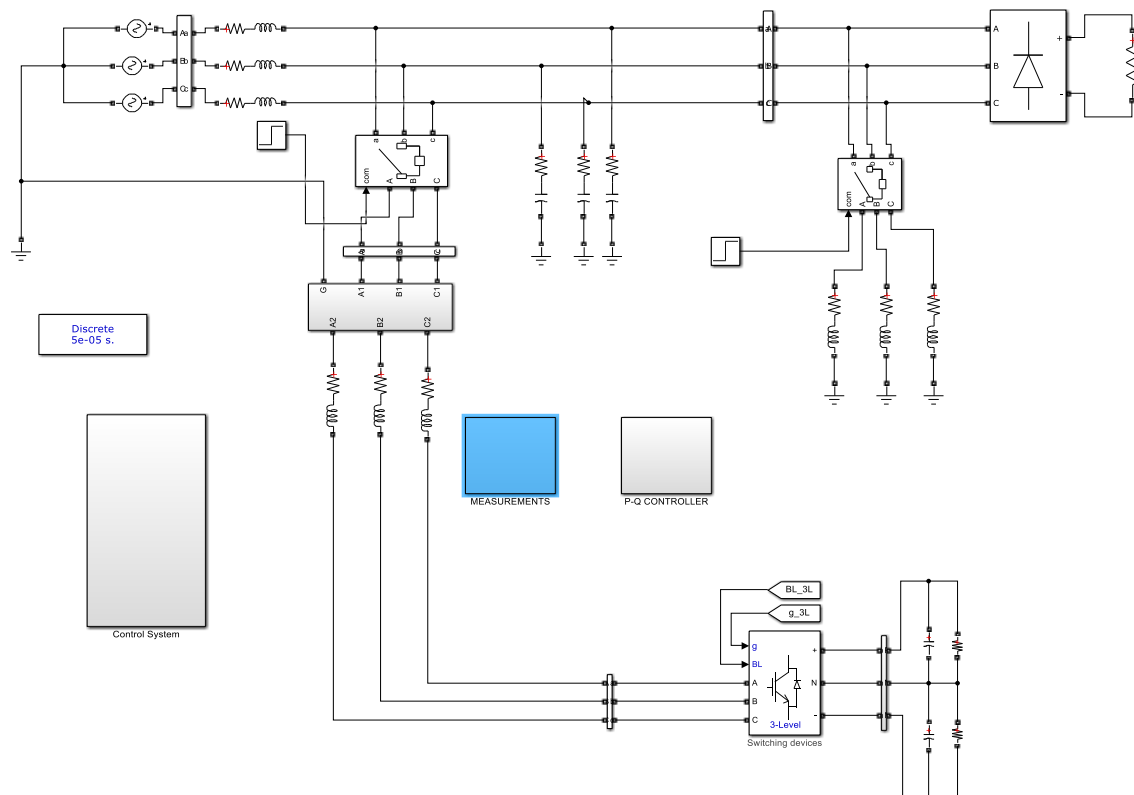 Aa
Bb
Cc
A
B
C
A
B
C
+
-
a
b
c
com
A
B
C
a
b
c
com
A
B
C
G
A1
B1
C1
A2
B2
C2
Discrete
5e-05 s.
MEASUREMENTS
P-Q CONTROLLER
Control System
BL_3L
g_3L
g
BL
A
B
C
+
N
-
3-Level
Switching devices